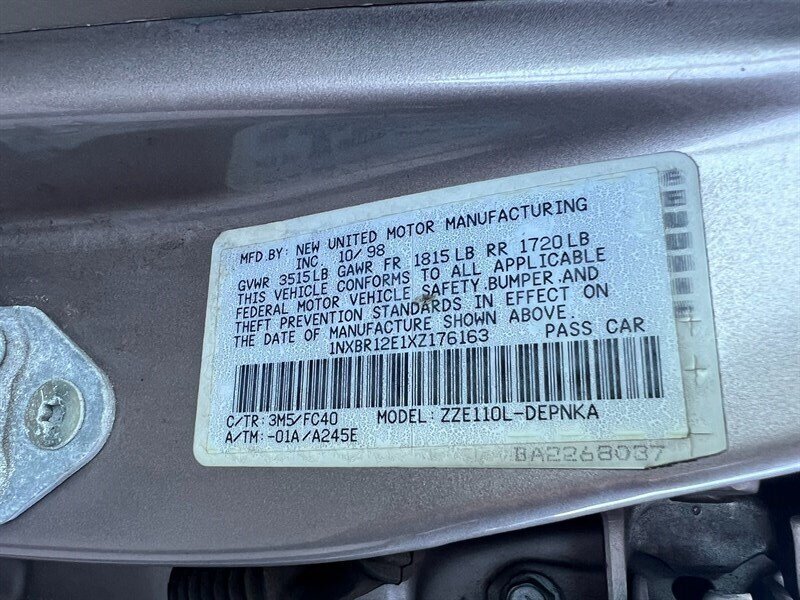 MFD.BY: NEW UNITED MOTOR MANUFACTURING
INC. 10/98
GVWR 3515LB GAWR FR 1815LB RR 1720LB
THIS VEHICLE CONFORMS TO ALL APPLICABLE
FEDERAL MOTOR VEHICLE SAFETY,BUMPER,AND
THEFT PREVENTION STANDARDS IN EFFECT ON
THE DATE OF MANUFACTURE SHOWN ABOVE.
1NXBR12E1XZ176163 PASS CAR
C/TR:3M5/FC40 MODEL: ZZE110L-DEPNKA
A/TM:-01A/A245E
BA2268037